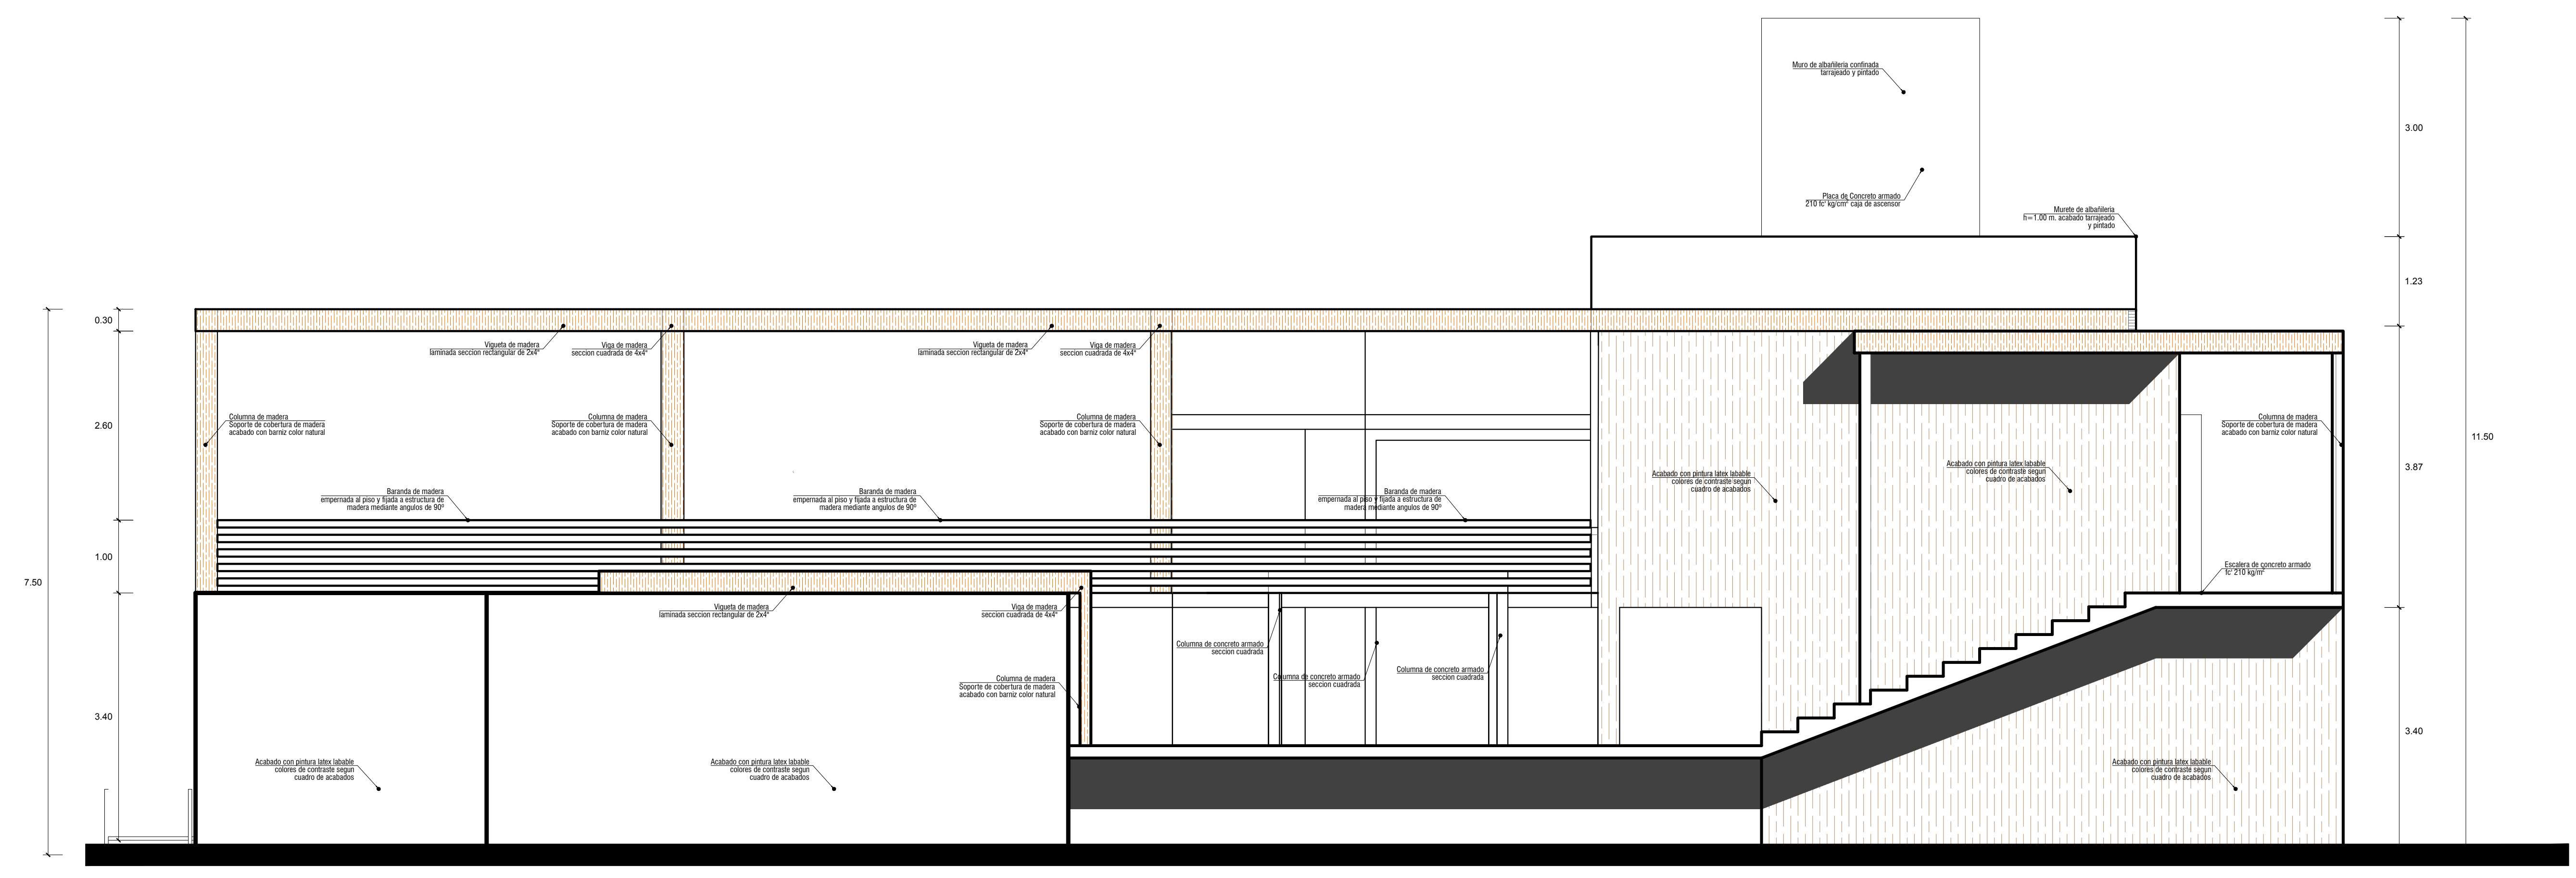 Muro de albañileria confinada
tarrajeado y pintado
3.00
Placa de Concreto armado
210 fc' kg/cm² caja de ascensor
Murete de albañileria
h=1.00 m. acabado tarrajeado
y pintado
1.23
0.30
Vigueta de madera
laminada seccion rectangular de 2x4"
Viga de madera
seccion cuadrada de 4x4"
Vigueta de madera
laminada seccion rectangular de 2x4"
Viga de madera
seccion cuadrada de 4x4"
2.60
Columna de madera
Soporte de cobertura de madera
acabado con barniz color natural
Columna de madera
Soporte de cobertura de madera
acabado con barniz color natural
Columna de madera
Soporte de cobertura de madera
acabado con barniz color natural
Columna de madera
Soporte de cobertura de madera
acabado con barniz color natural
11.50
Acabado con pintura latex labable
colores de contraste segun
cuadro de acabados
Acabado con pintura latex labable
colores de contraste segun
cuadro de acabados
3.87
Baranda de madera
empernada al piso y fijada a estructura de
madera mediante angulos de 90º
Baranda de madera
empernada al piso y fijada a estructura de
madera mediante angulos de 90º
Baranda de madera
empernada al piso y fijada a estructura de
madera mediante angulos de 90º
1.00
7.50
Escalera de concreto armado
fc' 210 kg/m²
Vigueta de madera
laminada seccion rectangular de 2x4"
Viga de madera
seccion cuadrada de 4x4"
Columna de concreto armado
seccion cuadrada
Columna de concreto armado
seccion cuadrada
Columna de concreto armado
seccion cuadrada
Columna de madera
Soporte de cobertura de madera
acabado con barniz color natural
3.40
3.40
Acabado con pintura latex labable
colores de contraste segun
cuadro de acabados
Acabado con pintura latex labable
colores de contraste segun
cuadro de acabados
Acabado con pintura latex labable
colores de contraste segun
cuadro de acabados